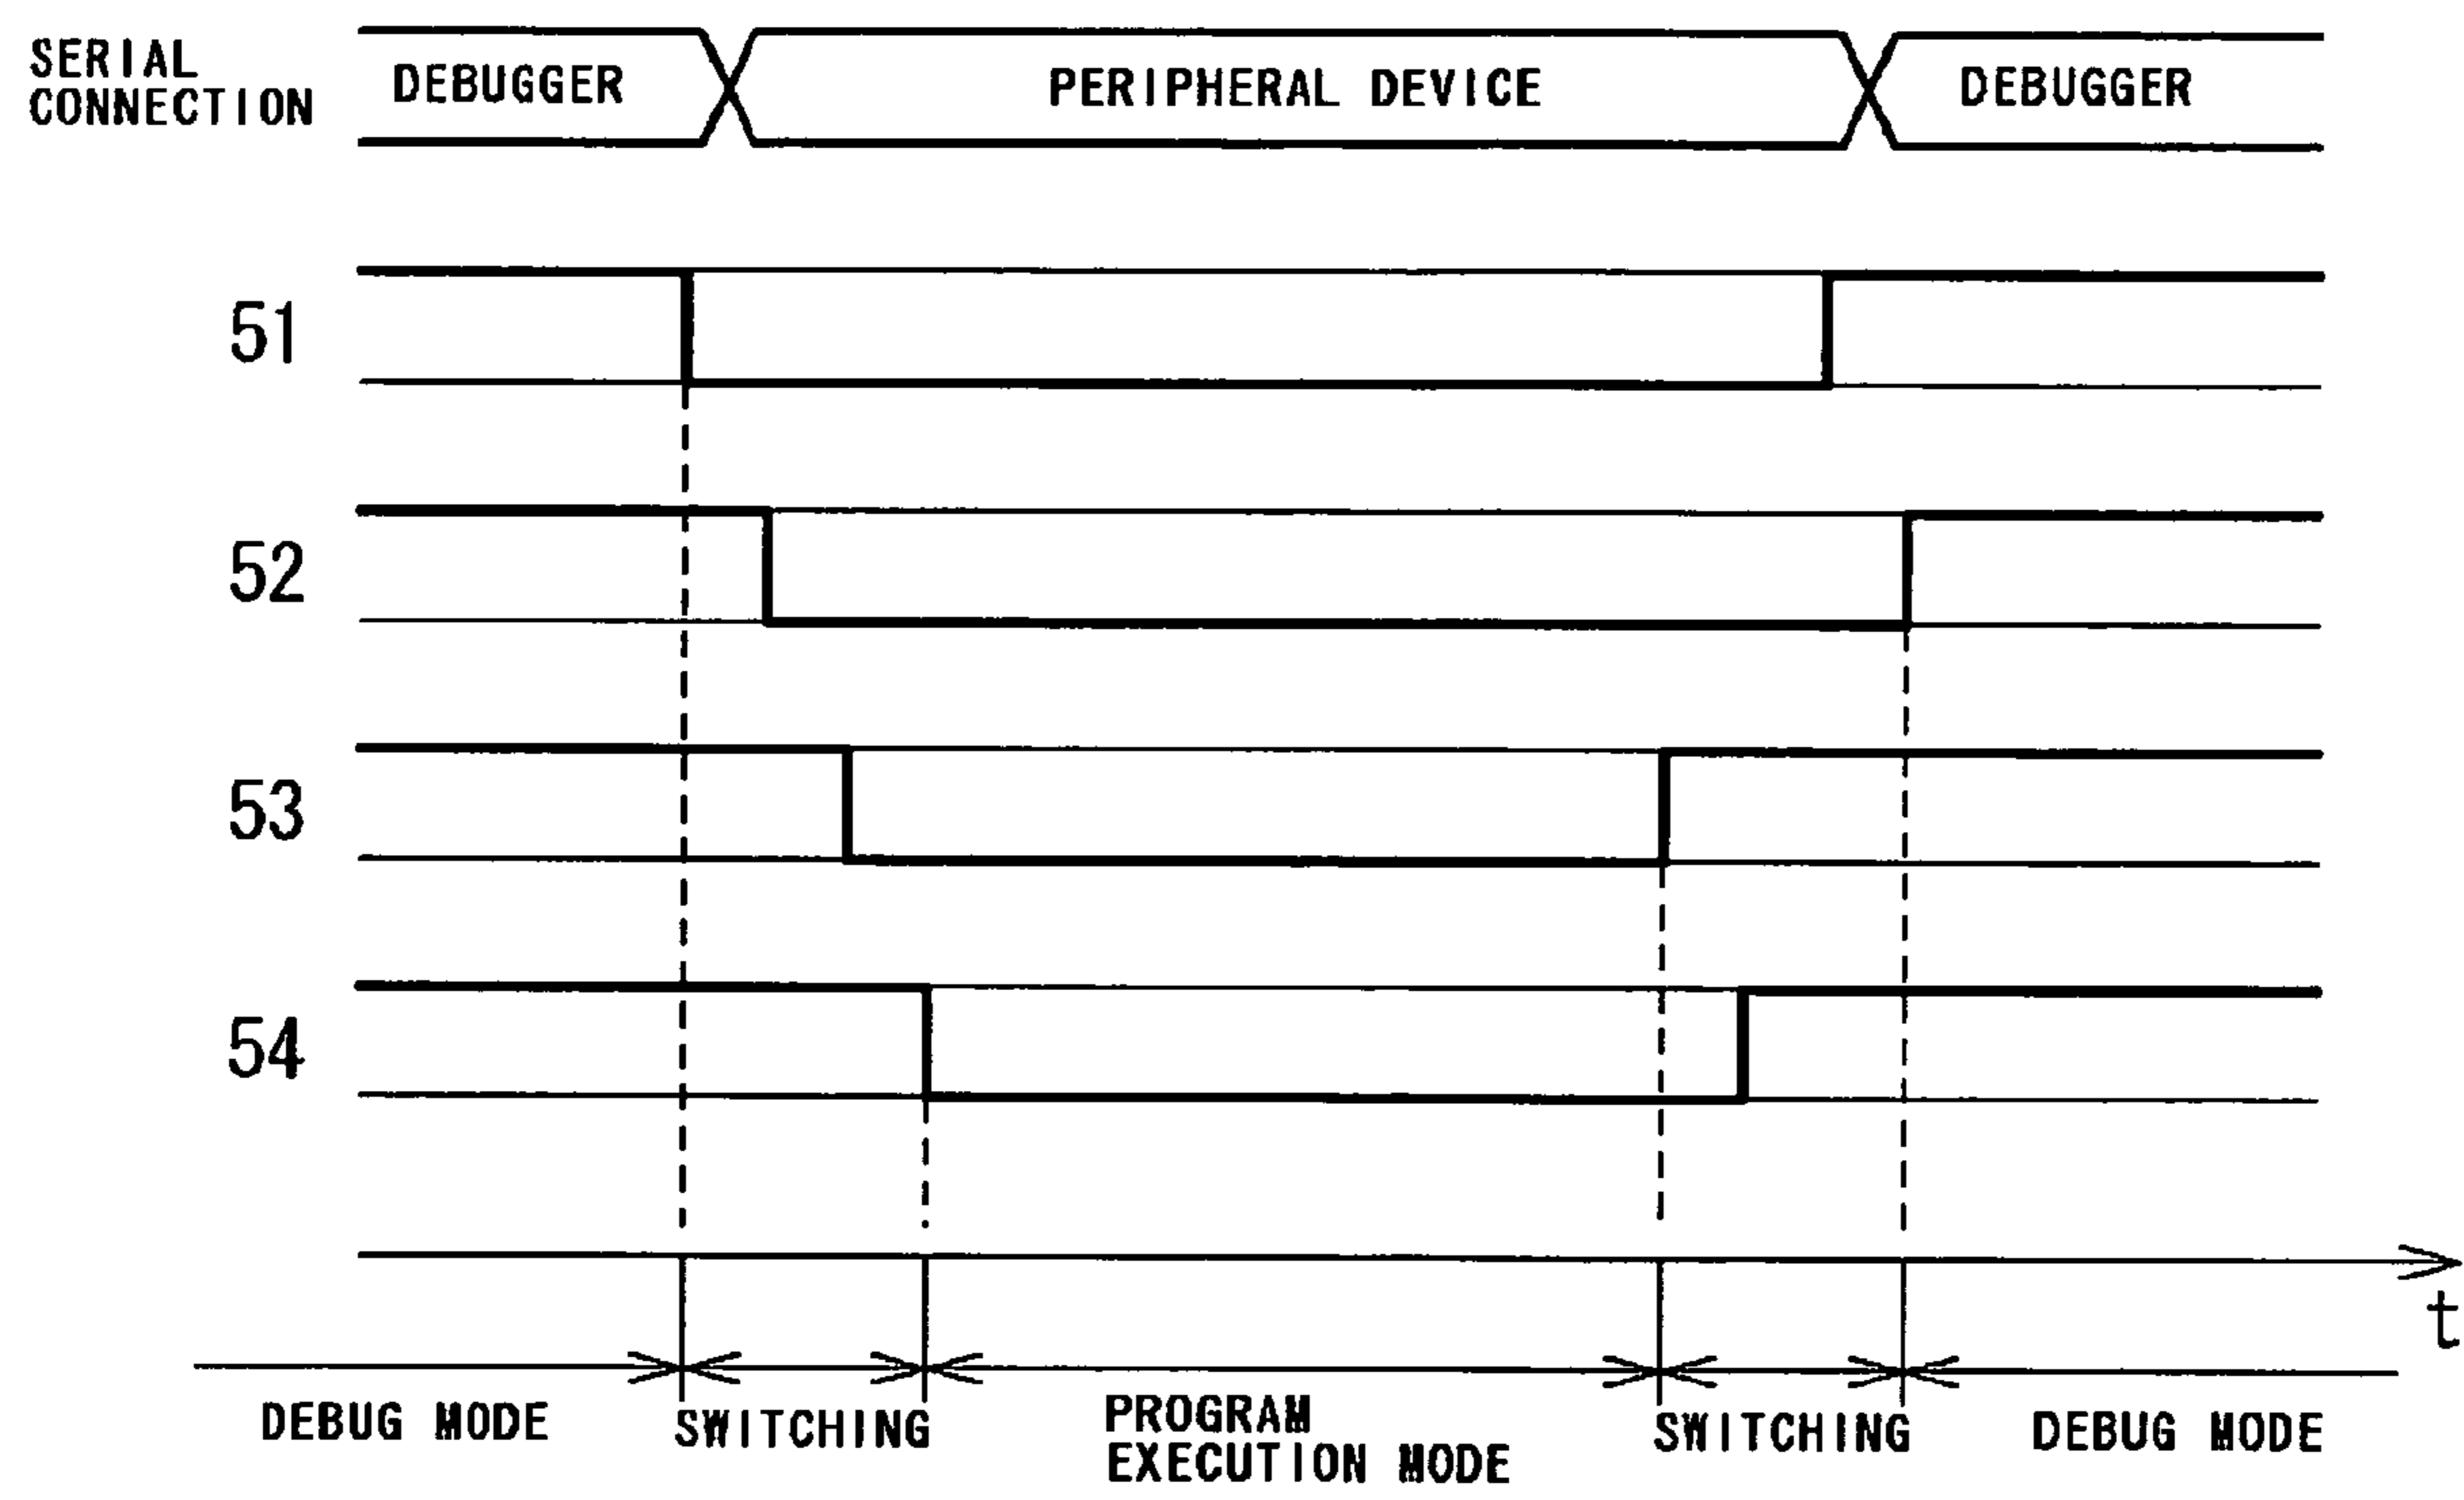 SERIAL
CONNECTION
DEBUGGER
PERIPHERAL DEVICE
DEBUGGER
51
52
53
54
t
DEBUG MODE
SWITCHING
PROGRAM
EXECUTION MODE
SWITCHING
DEBUG MODE